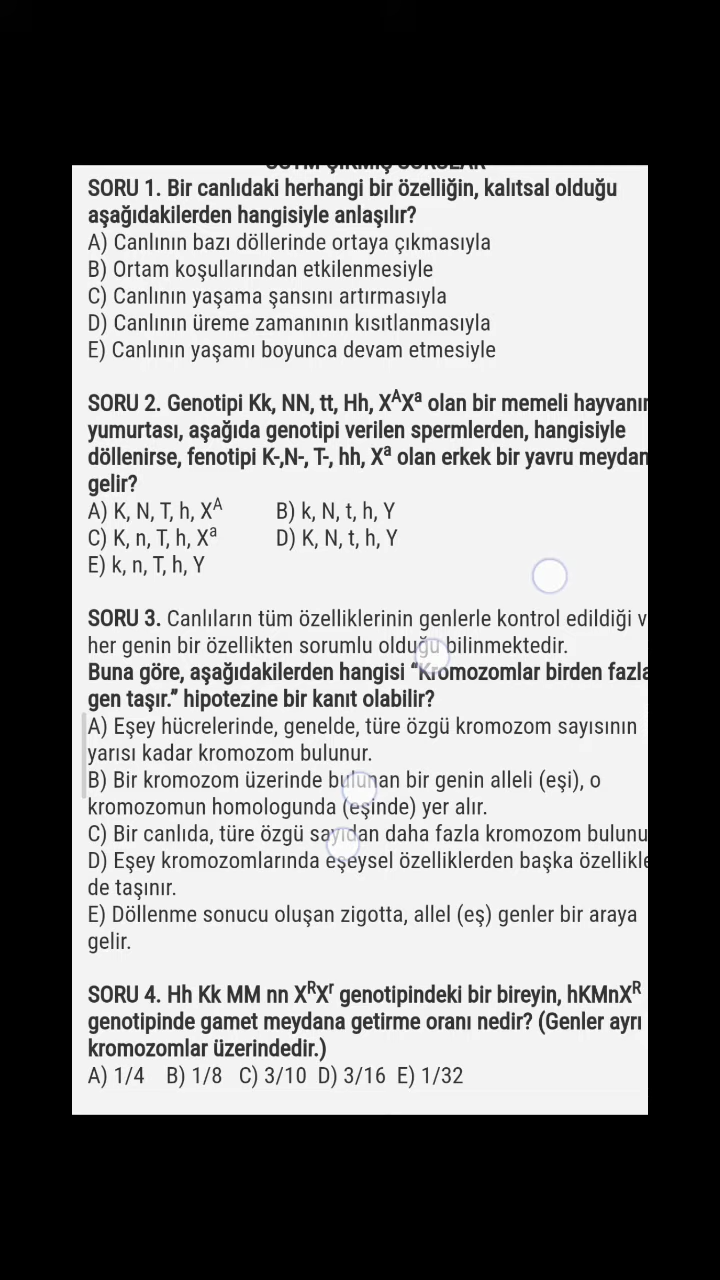 SORU 1. Bir canlıdaki herhangi bir özelliğin, kalıtsal olduğu
aşağıdakilerden hangisiyle anlaşılır?
A) Canlının bazı döllerinde ortaya çıkmasıyla
B) Ortam koşullarından etkilenmesiyle
C) Canlının yaşama şansını artırmasıyla
D) Canlının üreme zamanının kısıtlanmasıyla
E) Canlının yaşamı boyunca devam etmesiyle
SORU 2. Genotipi Kk, NN, tt, Hh, XᴬXᵃ olan bir memeli
yumurtası, aşağıda genotipi verilen spermlerden, hangisiyle
döllenirse, fenotipi K-,N-, T-, hh, Xᵃ olan erkek bir yavru
gelir?
A) K, N, T, h, Xᴬ B) k, N, t, h, Y
C) K, n, T, h, Xᵃ D) K, N, t, h, Y
E) k, n, T, h, Y
SORU 3. Canlıların tüm özelliklerinin genlerle kontrol edildiği
her genin bir özellikten sorumlu olduğu bilinmektedir.
Buna göre, aşağıdakilerden hangisi “Kromozomlar birden
gen taşır.” hipotezine bir kanıt olabilir?
A) Eşey hücrelerinde, genelde, türe özgü kromozom sayısının
yarısı kadar kromozom bulunur.
B) Bir kromozom üzerinde bulunan bir genin alleli (eşi), o
kromozomun homologunda (eşinde) yer alır.
C) Bir canlıda, türe özgü sayıdan daha fazla kromozom
D) Eşey kromozomlarında eşeysel özelliklerden başka
de taşınır.
E) Döllenme sonucu oluşan zigotta, allel (eş) genler bir araya
gelir.
SORU 4. Hh Kk MM nn XᴿXʳ genotipindeki bir bireyin, hKMnXᴿ
genotipinde gamet meydana getirme oranı nedir? (Genler ayrı
kromozomlar üzerindedir.)
A) 1/4 B) 1/8 C) 3/10 D) 3/16 E) 1/32